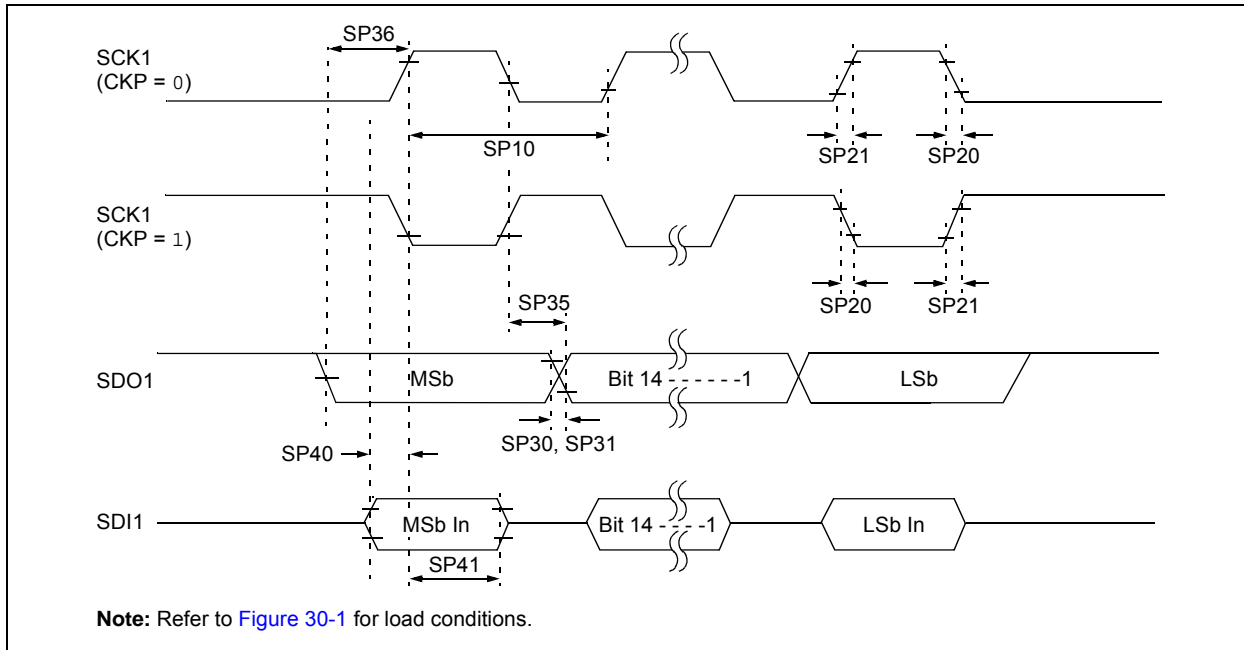 SP36
SCK1
(CKP = 0)
SP10
SP21
SP20
SCK1
(CKP = 1)
SP35
SP20
SP21
SDO1
MSb
Bit 14 - - - - - -1
LSb
SP30, SP31
SP40
SDI1
MSb In
Bit 14 - - - -1
LSb In
SP41
Note: Refer to Figure 30-1 for load conditions.